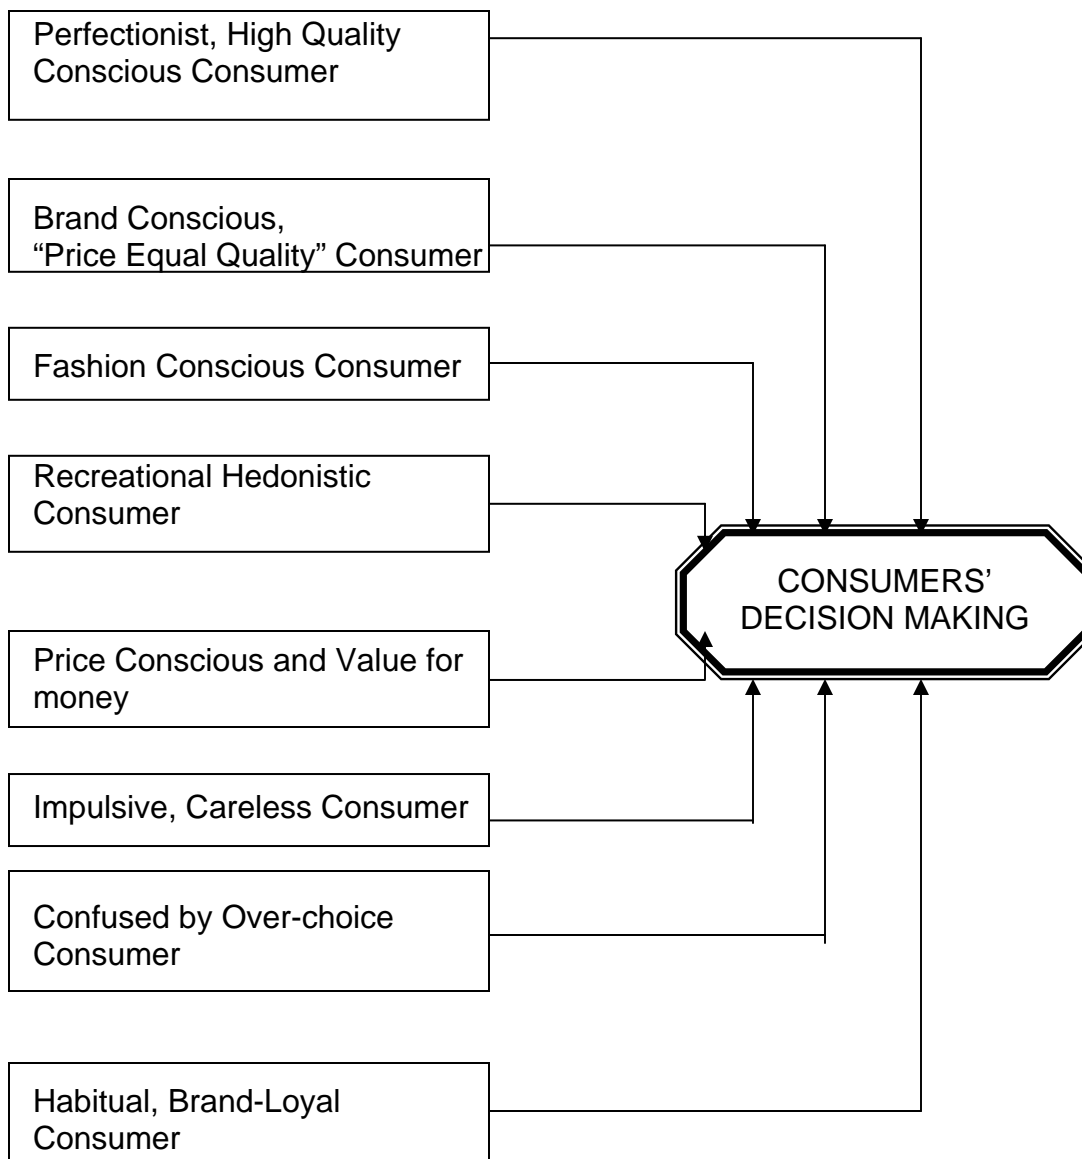 Perfectionist, High Quality
Conscious Consumer
Brand Conscious,
“Price Equal Quality” Consumer
Fashion Conscious Consumer
Recreational Hedonistic
Consumer
CONSUMERS’
DECISION MAKING
Price Conscious and Value for
money
Impulsive, Careless Consumer
Confused by Over-choice
Consumer
Habitual, Brand-Loyal
Consumer